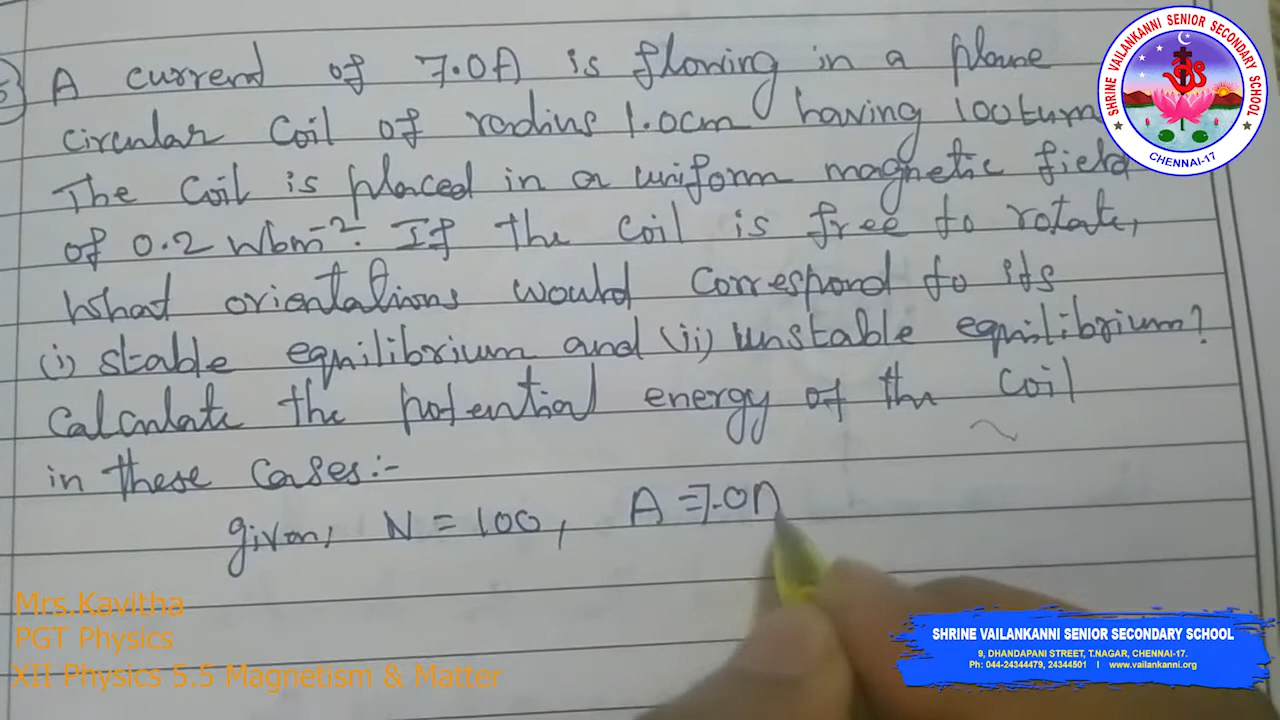 A current of 7.0A is flowing in a plane
circular coil of radius 1.0cm having 100turns
The coil is placed in a uniform magnetic field
of 0.2 Wbm⁻². If the coil is free to rotate,
what orientations would correspond to its
(i) stable equilibrium and (ii) unstable equilibrium?
Calculate the potential energy of the coil
in these cases:-
given, N = 100, A = 7.0A
Mrs.Kavitha
PGT Physics
XII Physics 5.5 Magnetism & Matter
SHRINE VAILANKANNI SENIOR SECONDARY SCHOOL
CHENNAI-17
SHRINE VAILANKANNI SENIOR SECONDARY SCHOOL
9, DHANDAPANI STREET, T.NAGAR, CHENNAI-17.
Ph: 044-24344479, 24344501 | www.vailankanni.org